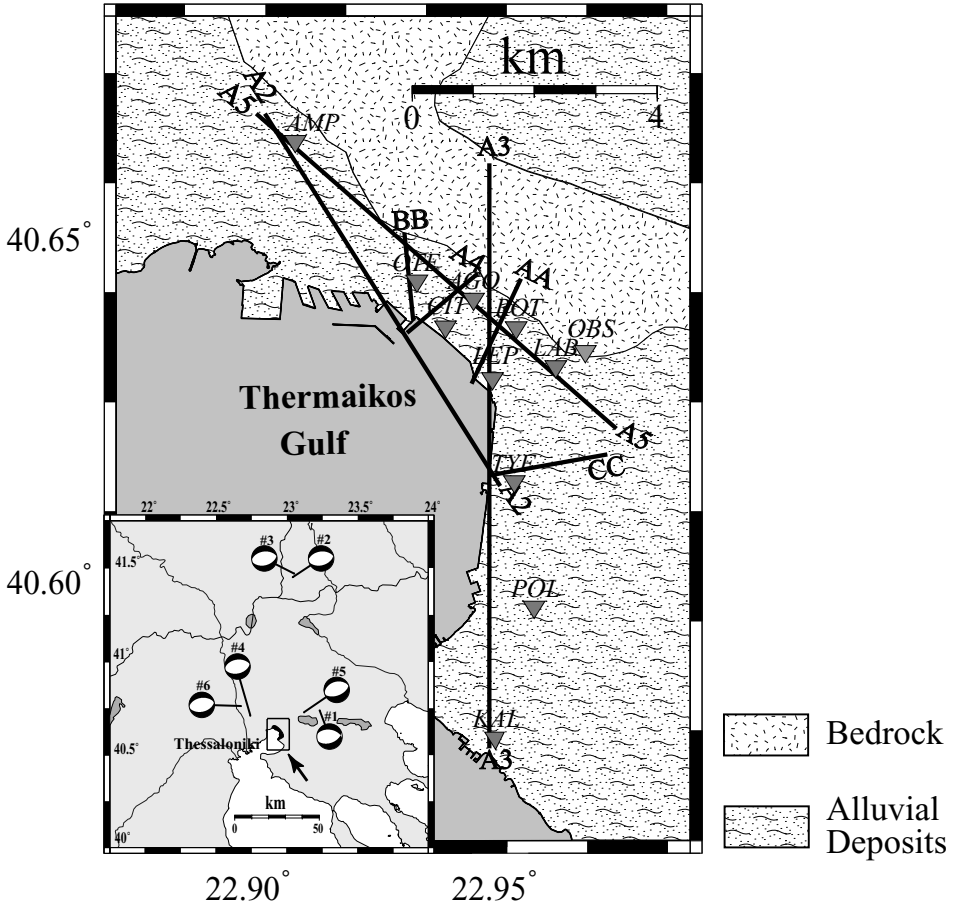 km
0 4
A2
A5
AMP
A3
40.65°
BB
A4
OTE
AGO
AA
CIT
ROT
OBS
LEP
LAB
Thermaikos
Gulf
A5
CC
TYF
A2
22° 22.5° 23° 23.5° 24°
#3 #2
41.5°
40.60°
POL
41°
#4
#5
#6
#1
Thessaloniki
40.5°
KAL
A3
km
0 50
40°
Bedrock
Alluvial
Deposits
22.90° 22.95°